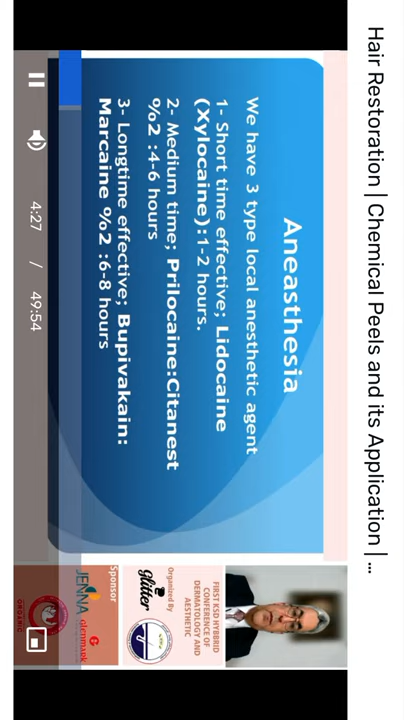 Hair Restoration | Chemical Peels and its Application | ...
Aneasthesia
We have 3 type local anesthetic agent
1- Short time effective; Lidocaine
(Xylocaine):1-2 hours.
2- Medium time; Prilocaine:Citanest
%2 :4-6 hours
3- Longtime effective; Bupivakain:
Marcaine %2 :6-8 hours
FIRST KSD HYBBRID
CONFERENCE OF
DERMATOLOGY AND
AESTHETIC
Organized By
glitter
Sponsor
JENNA
glenmark
ORGANIC
4:27 / 49:54